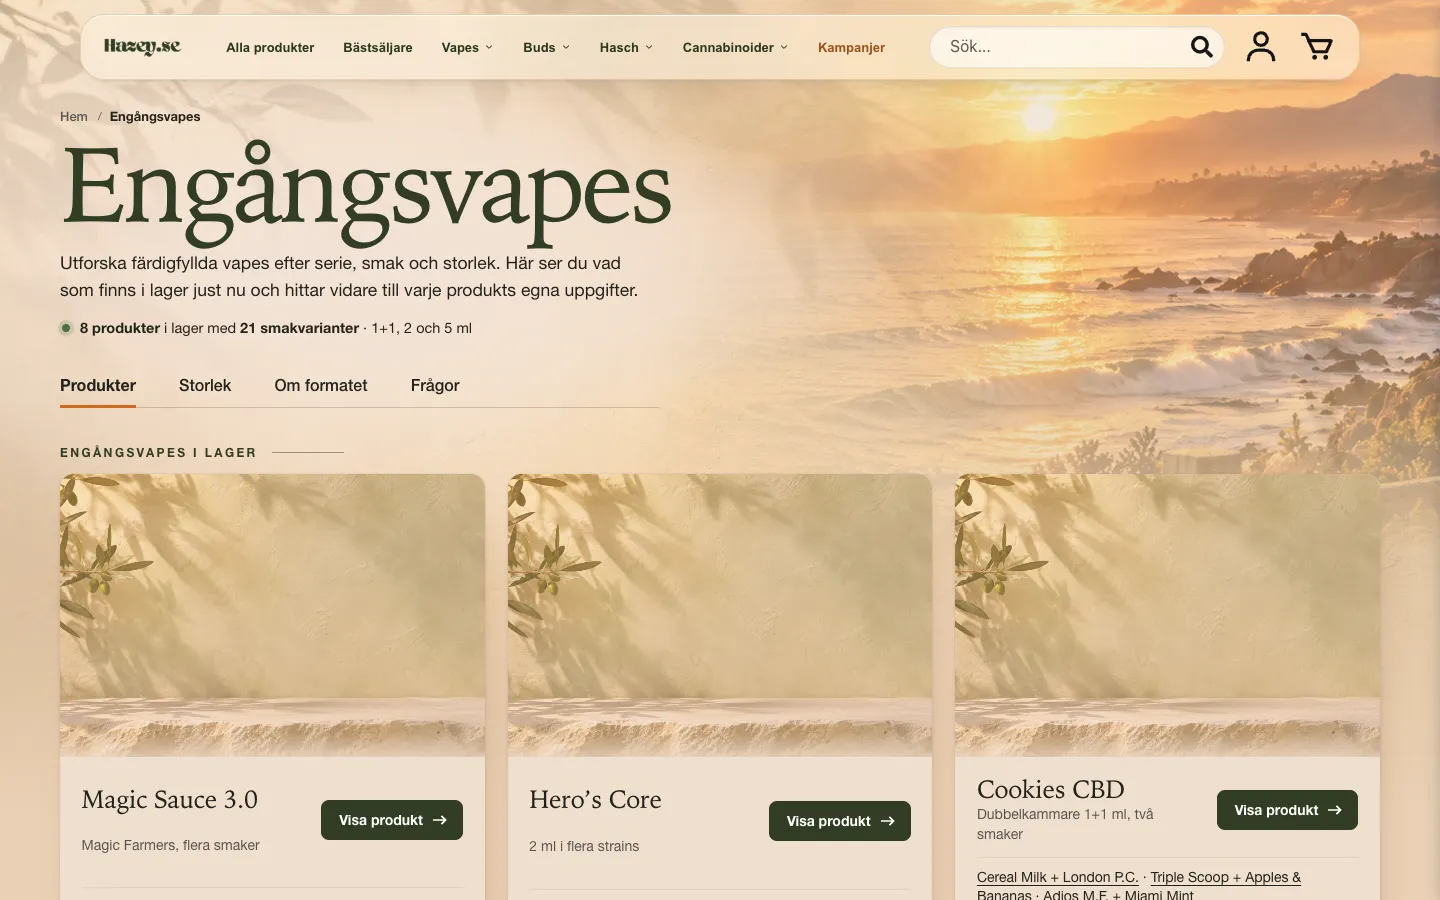 Hazey.se
Alla produkter
Bästsäljare
Vapes
Buds
Hasch
Cannabinoider
Kampanjer
Sök...
Hem / Engångsvapes
Engångsvapes
Utforska färdigfyllda vapes efter serie, smak och storlek. Här ser du vad
som finns i lager just nu och hittar vidare till varje produkts egna uppgifter.
8 produkter i lager med 21 smakvarianter · 1+1, 2 och 5 ml
Produkter
Storlek
Om formatet
Frågor
ENGÅNGSVAPES I LAGER
Magic Sauce 3.0
Magic Farmers, flera smaker
Visa produkt →
Hero’s Core
2 ml i flera strains
Visa produkt →
Cookies CBD
Dubbelkammare 1+1 ml, två
smaker
Visa produkt →
Cereal Milk + London P.C. · Triple Scoop + Apples &
Bananas · Adios M.F. + Miami Mint